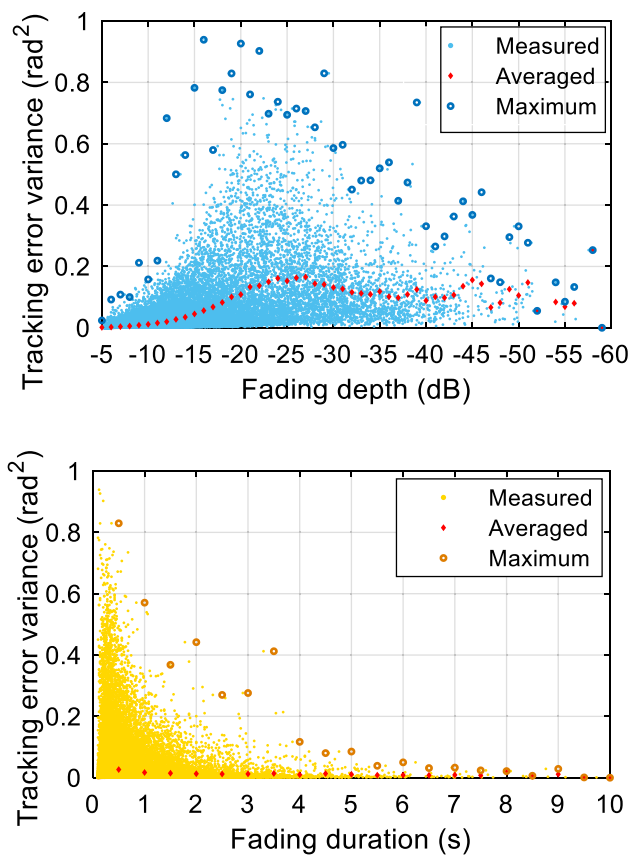 Tracking error variance (rad²)
1
0.8
0.6
0.4
0.2
0
Measured
Averaged
Maximum
-5 -10 -15 -20 -25 -30 -35 -40 -45 -50 -55 -60
Fading depth (dB)
Tracking error variance (rad²)
1
0.8
0.6
0.4
0.2
0
Measured
Averaged
Maximum
0 1 2 3 4 5 6 7 8 9 10
Fading duration (s)